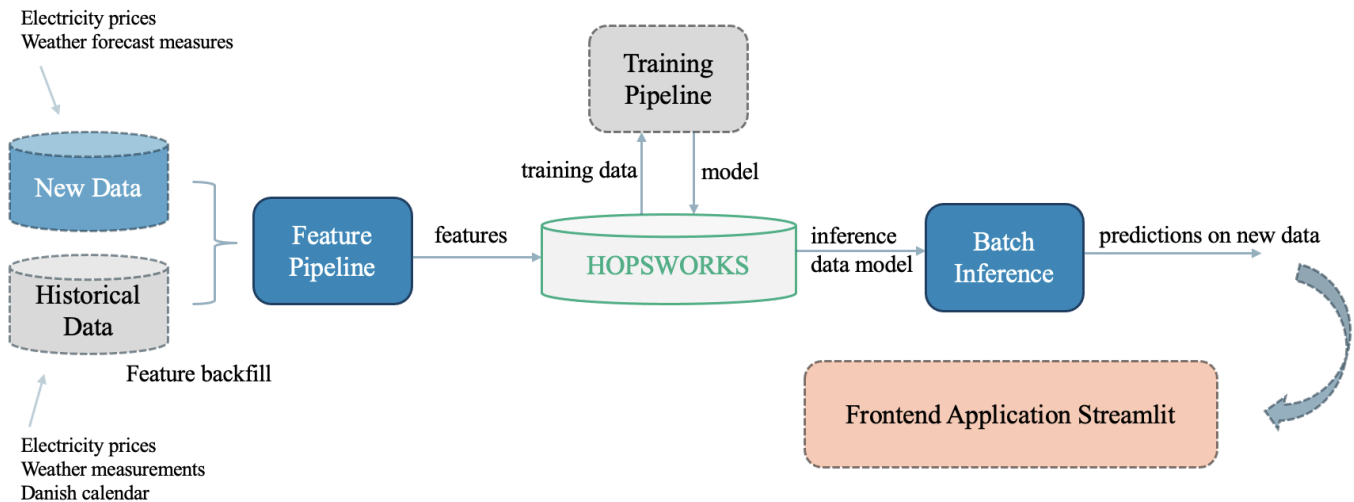 Electricity prices
Weather forecast measures
New Data
Historical
Data
Feature backfill
Electricity prices
Weather measurements
Danish calendar
Feature
Pipeline
features
Training
Pipeline
training data
model
HOPSWORKS
inference
data model
Batch
Inference
predictions on new data
Frontend Application Streamlit